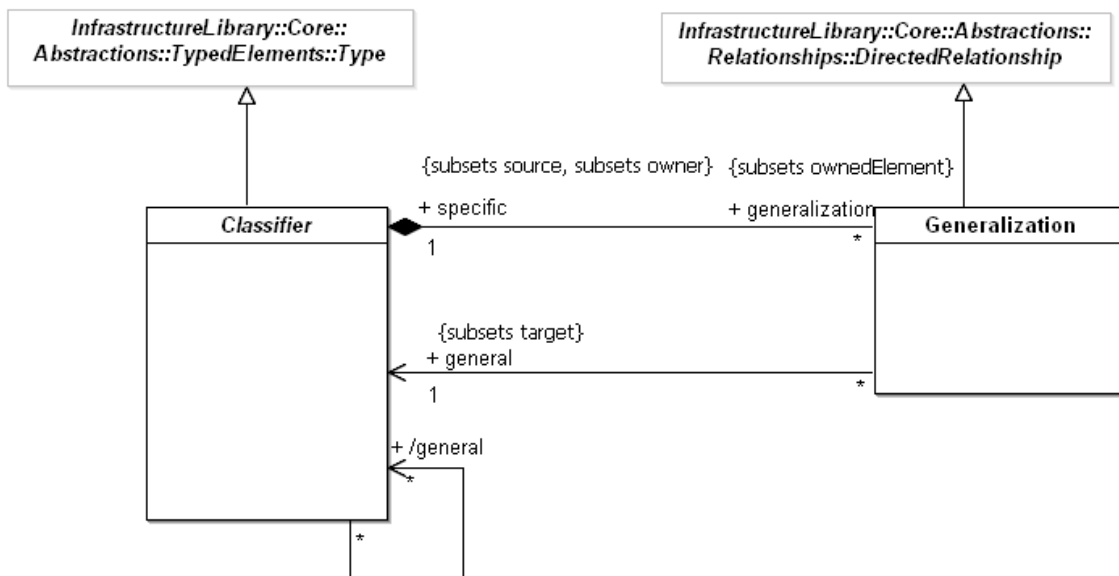 InfrastructureLibrary::Core::
Abstractions::TypedElements::Type
InfrastructureLibrary::Core::Abstractions::
Relationships::DirectedRelationship
{subsets source, subsets owner}
{subsets ownedElement}
+ specific
+ generalization
Classifier
Generalization
1
*
{subsets target}
+ general
1
*
+ /general
*
*